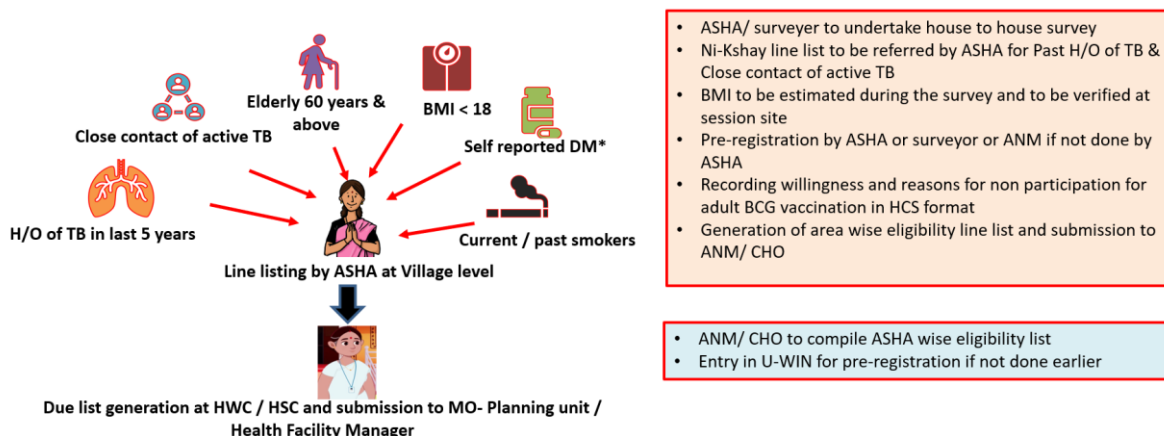 Elderly 60 years &
above
BMI < 18
Close contact of active TB
Self reported DM*
H/O of TB in last 5 years
Current / past smokers
Line listing by ASHA at Village level
Due list generation at HWC / HSC and submission to MO- Planning unit /
Health Facility Manager
• ASHA/ surveyer to undertake house to house survey
• Ni-Kshay line list to be referred by ASHA for Past H/O of TB &
Close contact of active TB
• BMI to be estimated during the survey and to be verified at
session site
• Pre-registration by ASHA or surveyor or ANM if not done by
ASHA
• Recording willingness and reasons for non participation for
adult BCG vaccination in HCS format
• Generation of area wise eligibility line list and submission to
ANM/ CHO
• ANM/ CHO to compile ASHA wise eligibility list
• Entry in U-WIN for pre-registration if not done earlier